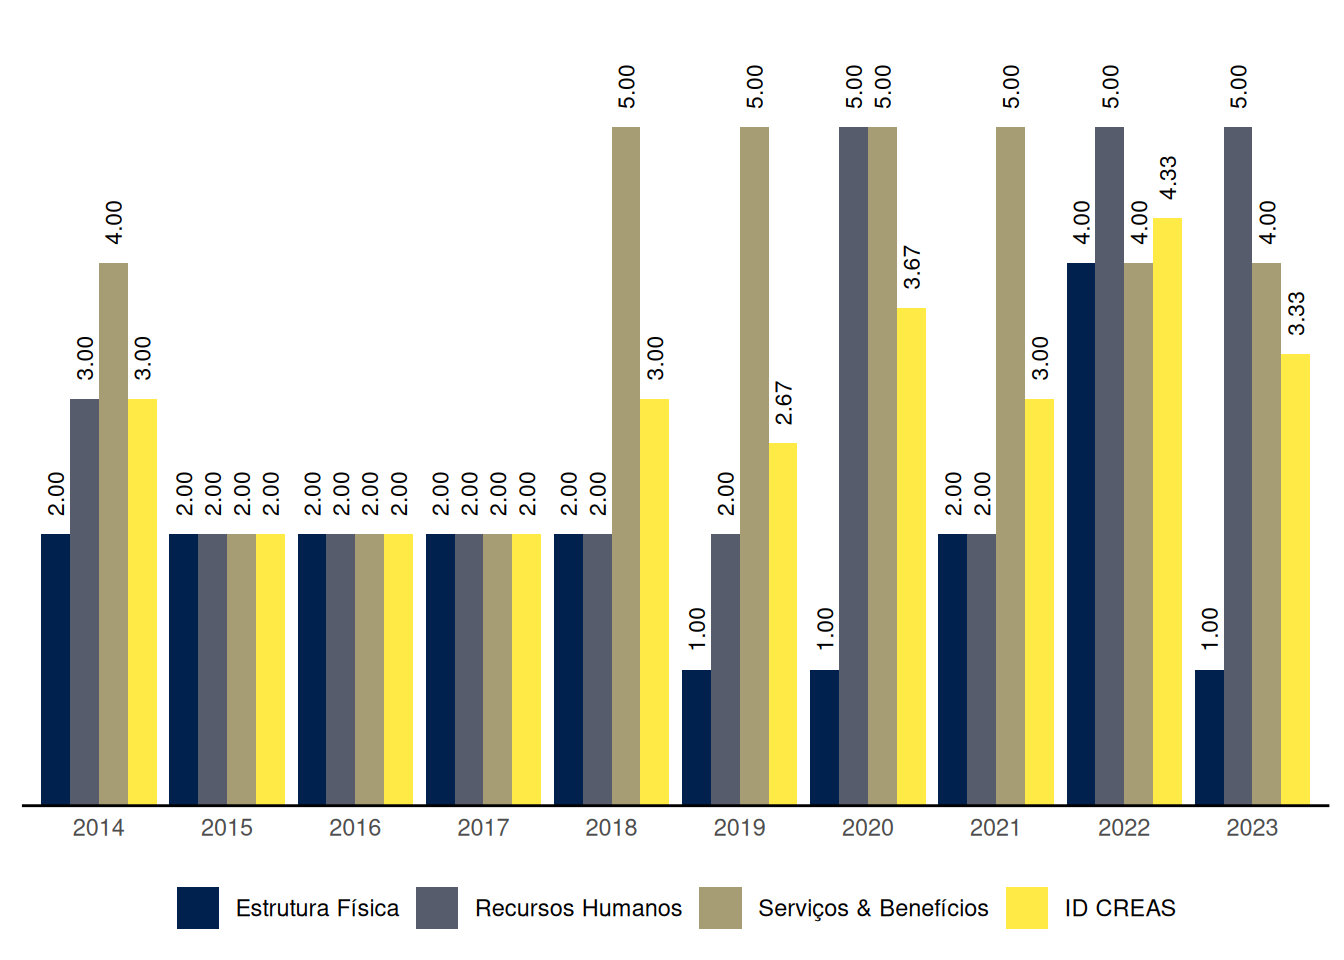 5.00 5.00 5.00 5.00 5.00 5.00 5.00
4.33
4.00 4.00 4.00 4.00
3.67
3.33
3.00 3.00 3.00 3.00
2.67
2.00 2.00 2.00 2.00 2.00 2.00 2.00 2.00 2.00 2.00 2.00 2.00 2.00 2.00 2.00 2.00 2.00 2.00
1.00 1.00 1.00
2014 2015 2016 2017 2018 2019 2020 2021 2022 2023
Estrutura Física Recursos Humanos Serviços & Benefícios ID CREAS